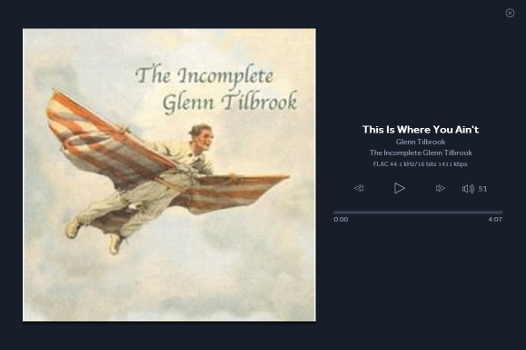 The Incomplete
Glenn Tilbrook
This Is Where You Ain't
Glenn Tilbrook
The Incomplete Glenn Tilbrook
FLAC 44.1 kHz/16 bits 1411 kbps
51
0:00
4:07